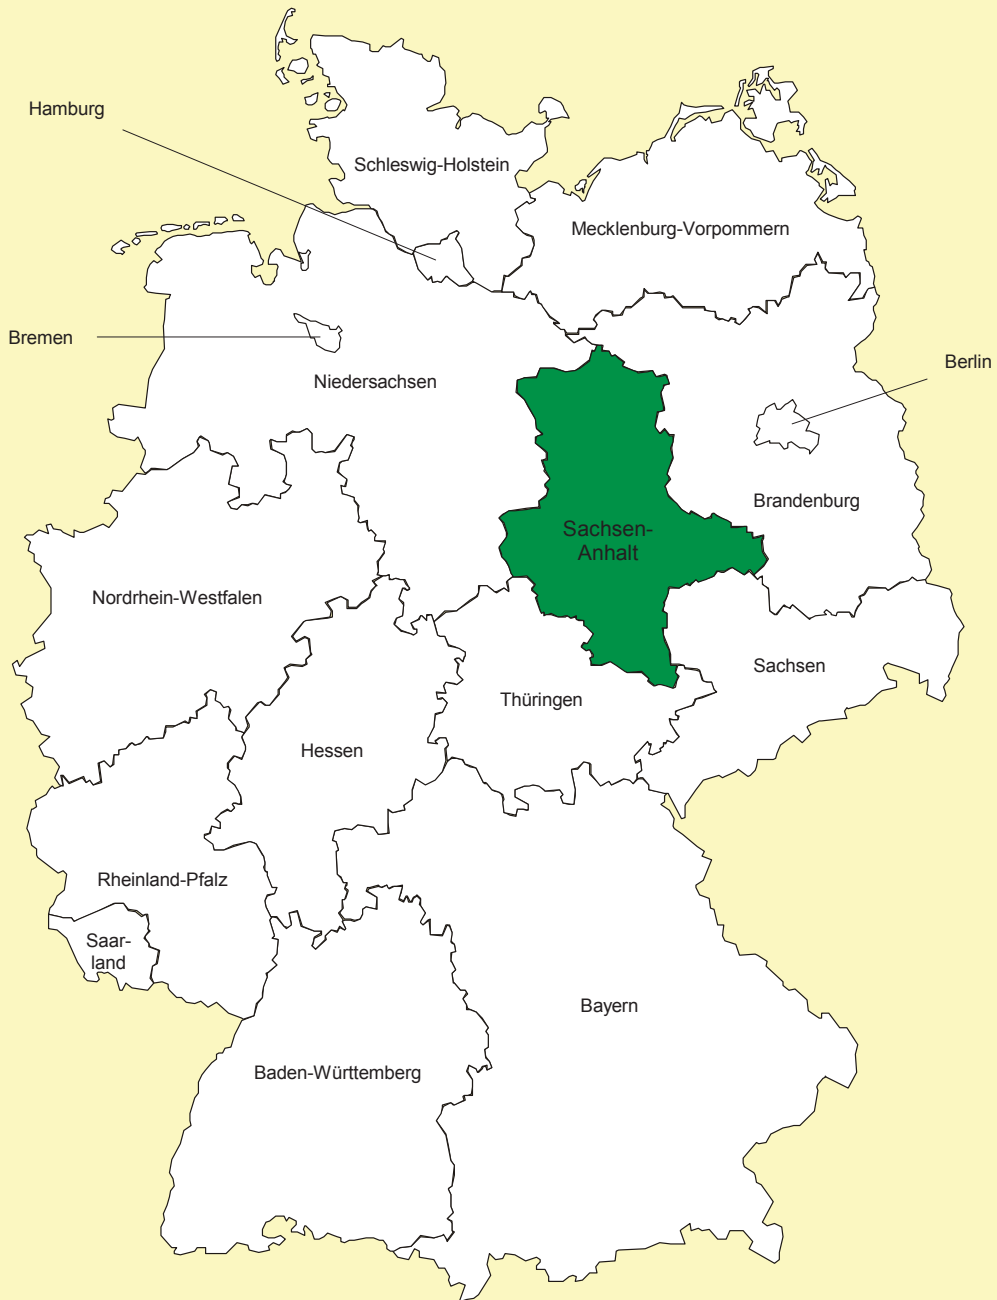 Hamburg
Schleswig-Holstein
Mecklenburg-Vorpommern
Bremen
Berlin
Niedersachsen
Brandenburg
Sachsen-
Anhalt
Nordrhein-Westfalen
Sachsen
Thüringen
Hessen
Rheinland-Pfalz
Saar-
land
Bayern
Baden-Württemberg